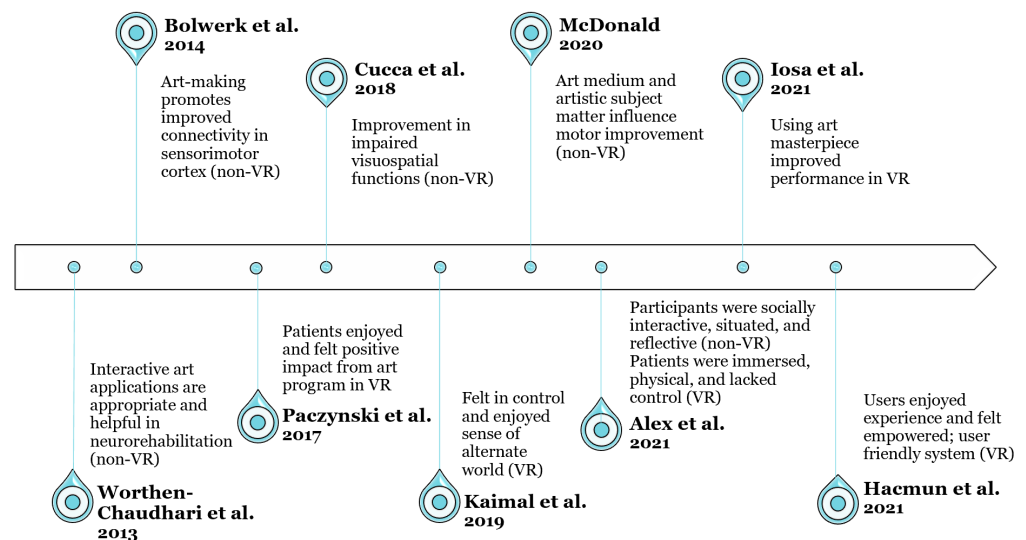 Bolwerk et al.
2014
Art-making
promotes
improved
connectivity in
sensorimotor
cortex (non-VR)
Cucca et al.
2018
Improvement in
impaired
visuospatial
functions (non-VR)
McDonald
2020
Art medium and
artistic subject
matter influence
motor improvement
(non-VR)
Iosa et al.
2021
Using art
masterpiece
improved
performance in VR
Interactive art
applications are
appropriate and
helpful in
neurorehabilitation
(non-VR)
Worthen-
Chaudhari et al.
2013
Patients enjoyed
and felt positive
impact from art
program in VR
Paczynski et al.
2017
Felt in control
and enjoyed
sense of
alternate
world (VR)
Kaimal et al.
2019
Participants were socially
interactive, situated, and
reflective (non-VR)
Patients were immersed,
physical, and lacked
control (VR)
Alex et al.
2021
Users enjoyed
experience and felt
empowered; user
friendly system (VR)
Hacmun et al.
2021